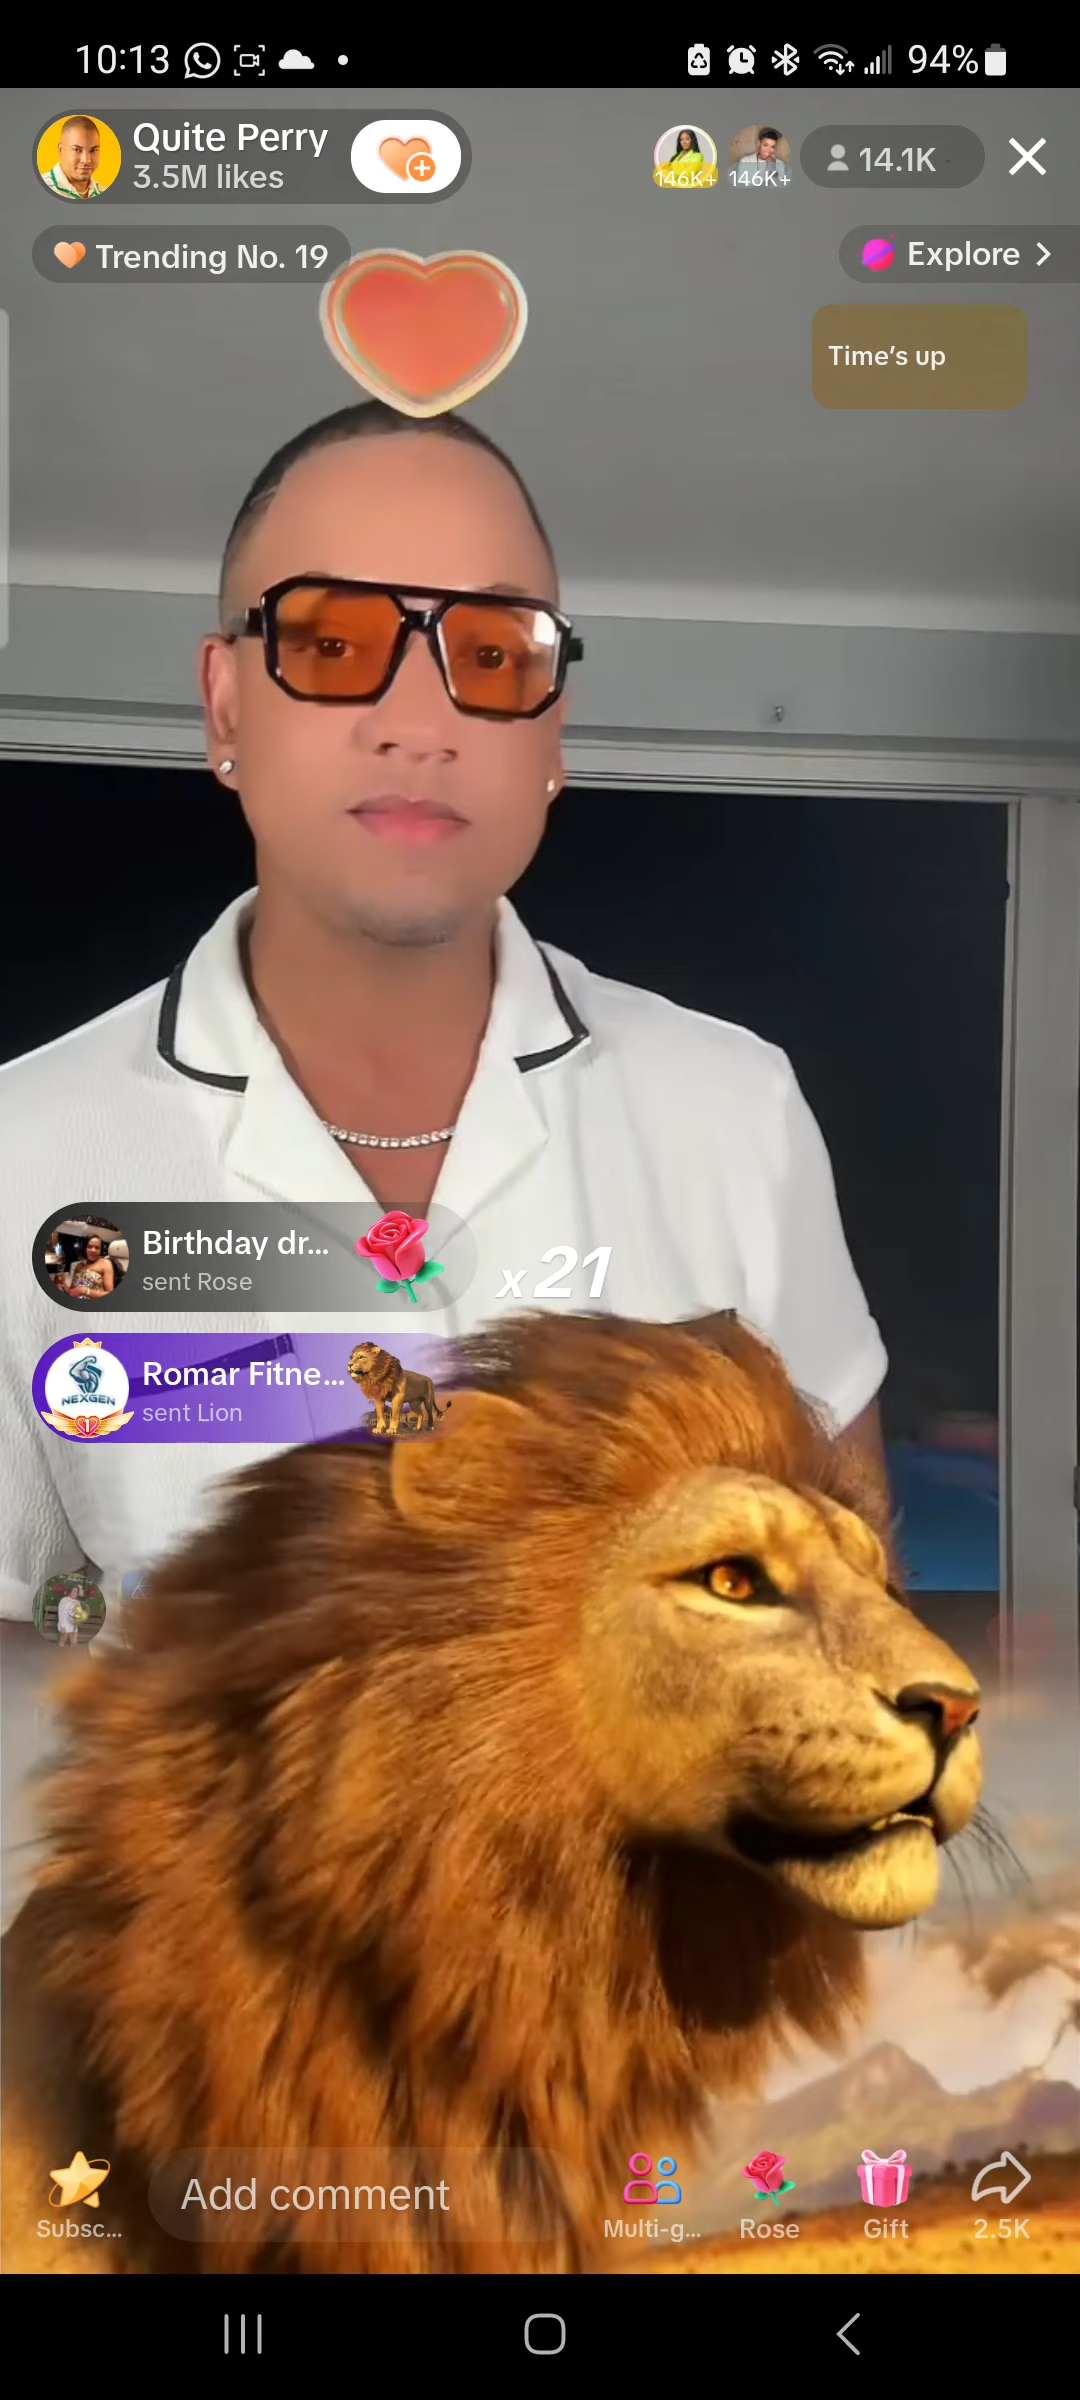 10:13
94%
Quite Perry
3.5M likes
146K+
146K+
14.1K
Trending No. 19
Explore
Time's up
Birthday dr...
sent Rose
x21
NEXGEN
1
Romar Fitne...
sent Lion
Add comment
Subsc...
Multi-g...
Rose
Gift
2.5K